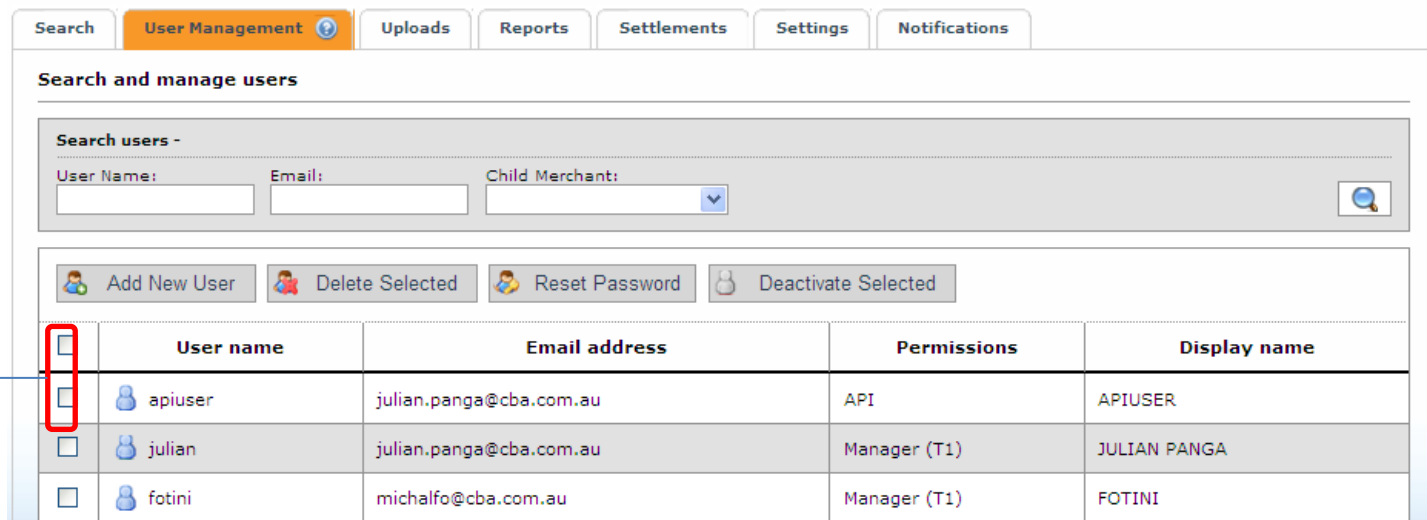 Search User Management Uploads Reports Settlements Settings Notifications
Search and manage users
Search users -
User Name: Email: Child Merchant:
Add New User Delete Selected Reset Password Deactivate Selected
User name Email address Permissions Display name
apiuser julian.panga@cba.com.au API APIUSER
julian julian.panga@cba.com.au Manager (T1) JULIAN PANGA
fotini michalfo@cba.com.au Manager (T1) FOTINI